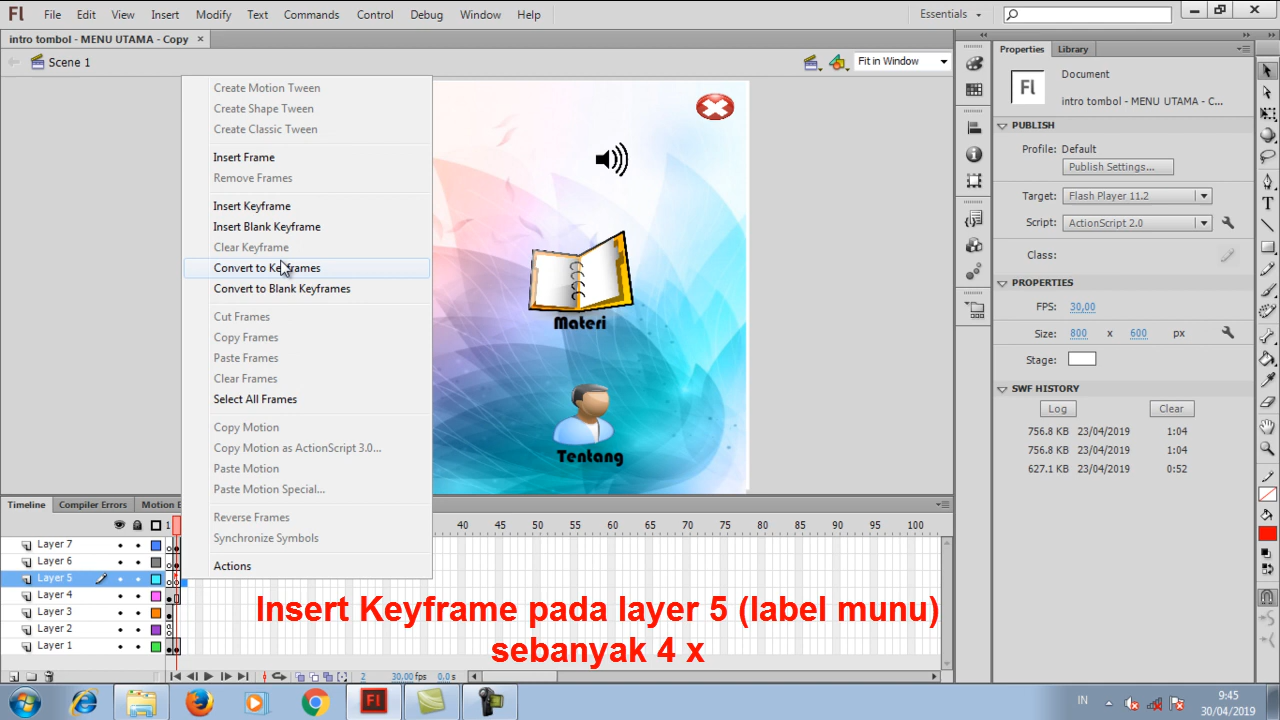 Fl File Edit View Insert Modify Text Commands Control Debug Window Help Essentials
intro tombol - MENU UTAMA - Copy
Scene 1
Fit in Window
Create Motion Tween
Create Shape Tween
Create Classic Tween
Insert Frame
Remove Frames
Insert Keyframe
Insert Blank Keyframe
Clear Keyframe
Convert to Keyframes
Convert to Blank Keyframes
Cut Frames
Copy Frames
Paste Frames
Clear Frames
Select All Frames
Copy Motion
Copy Motion as ActionScript 3.0...
Paste Motion
Paste Motion Special...
Reverse Frames
Synchronize Symbols
Actions
Materi
Tentang
Properties Library
Fl
Document
intro tombol - MENU UTAMA - C...
PUBLISH
Profile: Default
Publish Settings...
Target: Flash Player 11.2
Script: ActionScript 2.0
Class:
PROPERTIES
FPS: 30,00
Size: 800 x 600 px
Stage:
SWF HISTORY
Log Clear
756.8 KB 23/04/2019 1:04
756.8 KB 23/04/2019 1:04
627.1 KB 23/04/2019 0:52
Timeline Compiler Errors Motion E
1 40 45 50 55 60 65 70 75 80 85 90 95 100
Layer 7
Layer 6
Layer 5
Layer 4
Layer 3
Layer 2
Layer 1
Insert Keyframe pada layer 5 (label munu)
sebanyak 4 x
2 30,00 fps 0,0 s
Fl
IN
9:45
30/04/2019